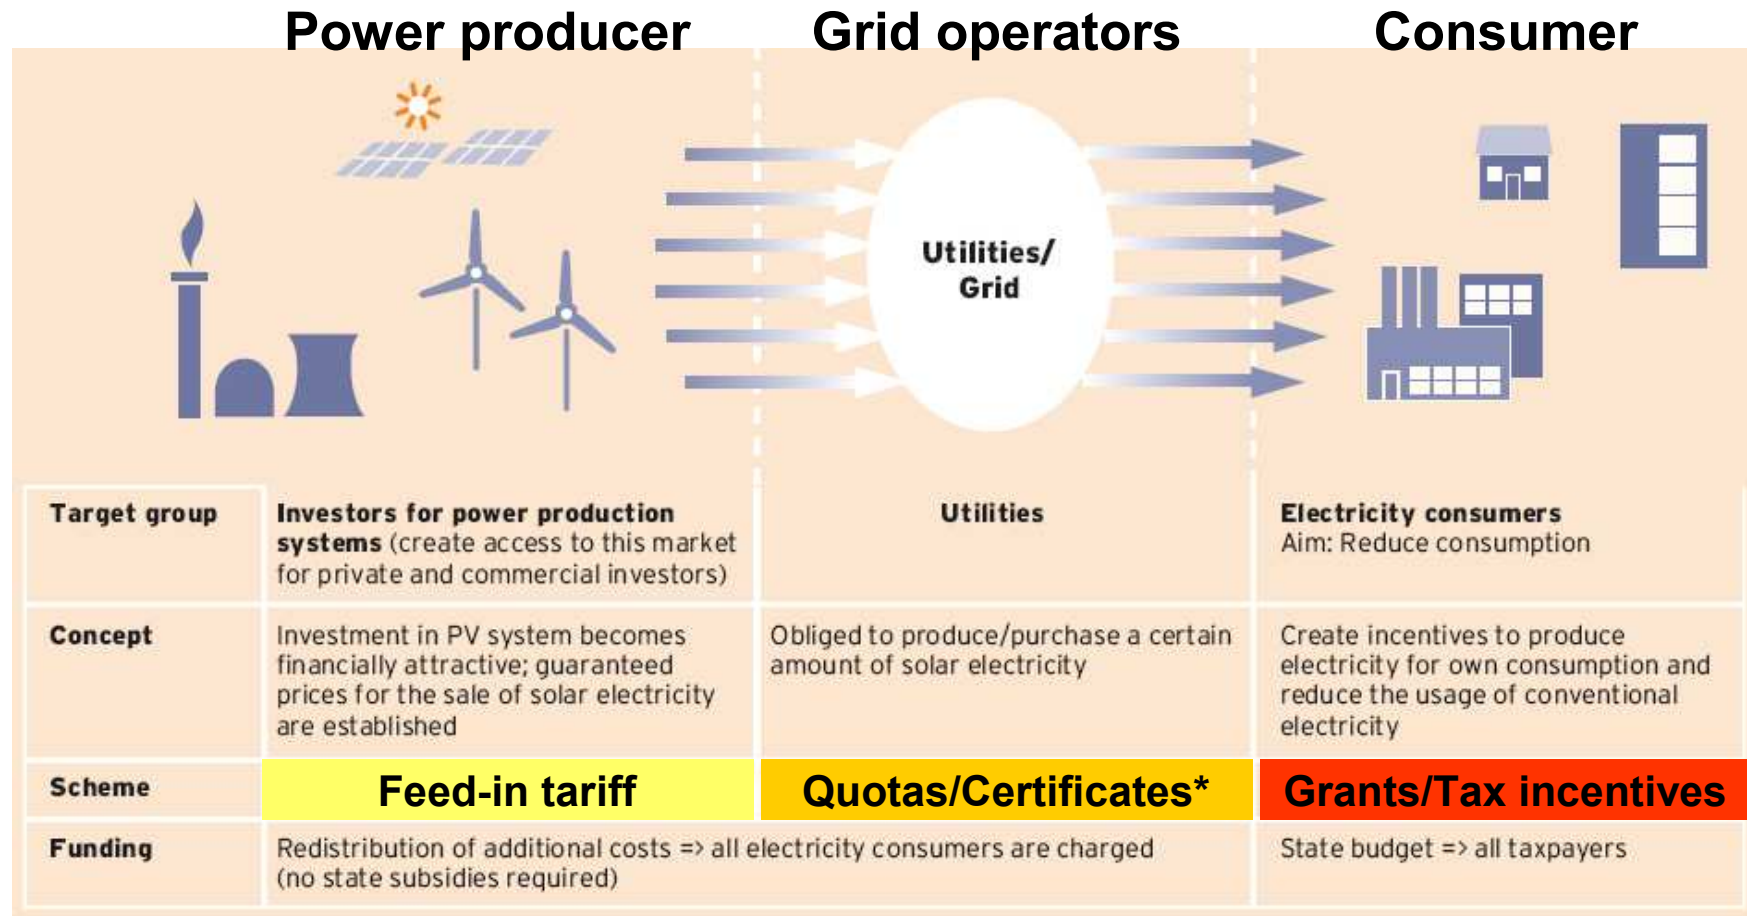 Power producer
Grid operators
Consumer
Utilities/
Grid
Target group
Investors for power production
systems (create access to this market
for private and commercial investors)
Utilities
Electricity consumers
Aim: Reduce consumption
Concept
Investment in PV system becomes
financially attractive; guaranteed
prices for the sale of solar electricity
are established
Obliged to produce/purchase a certain
amount of solar electricity
Create incentives to produce
electricity for own consumption and
reduce the usage of conventional
electricity
Scheme
Feed-in tariff
Quotas/Certificates*
Grants/Tax incentives
Funding
Redistribution of additional costs => all electricity consumers are charged
(no state subsidies required)
State budget => all taxpayers